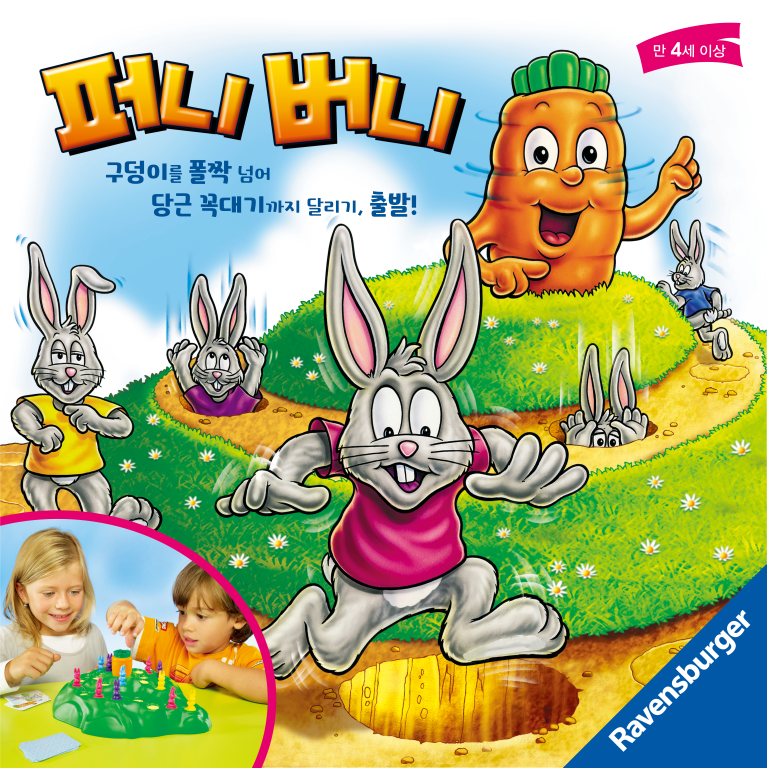 만 4세 이상
퍼니 버니
구덩이를 폴짝 넘어
당근 꼭대기까지 달리기, 출발!
Ravensburger